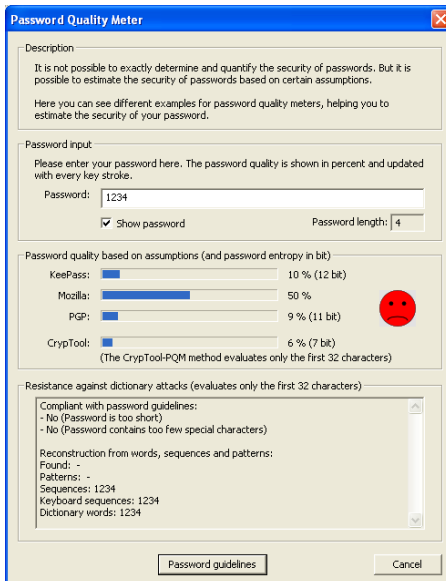 Password Quality Meter
Description
It is not possible to exactly determine and quantify the security of passwords. But it is
possible to estimate the security of passwords based on certain assumptions.
Here you can see different examples for password quality meters, helping you to
estimate the security of your password.
Password input
Please enter your password here. The password quality is shown in percent and updated
with every key stroke.
Password: 1234
Show password Password length: 4
Password quality based on assumptions (and password entropy in bit)
KeePass: 10 % (12 bit)
Mozilla: 50 %
PGP: 9 % (11 bit)
CrypTool: 6 % (7 bit)
(The CrypTool-PQM method evaluates only the first 32 characters)
Resistance against dictionary attacks (evaluates only the first 32 characters)
Compliant with password guidelines:
- No (Password is too short)
- No (Password contains too few special characters)
Reconstruction from words, sequences and patterns:
Found: -
Patterns: -
Sequences: 1234
Keyboard sequences: 1234
Dictionary words: 1234
Password guidelines Cancel